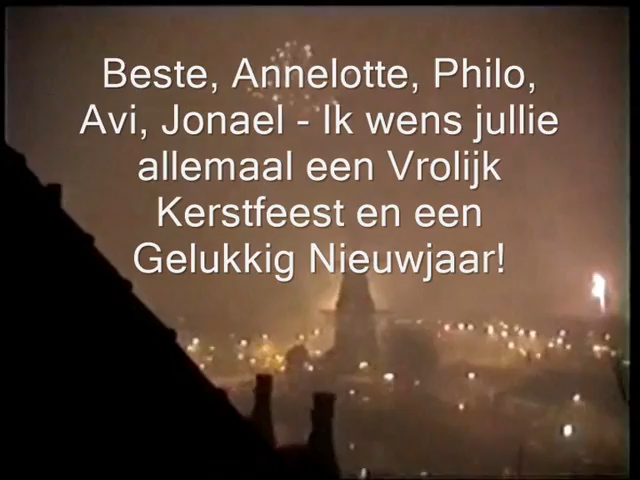 Beste, Annelotte, Philo,
Avi, Jonael - Ik wens jullie
allemaal een Vrolijk
Kerstfeest en een
Gelukkig Nieuwjaar!